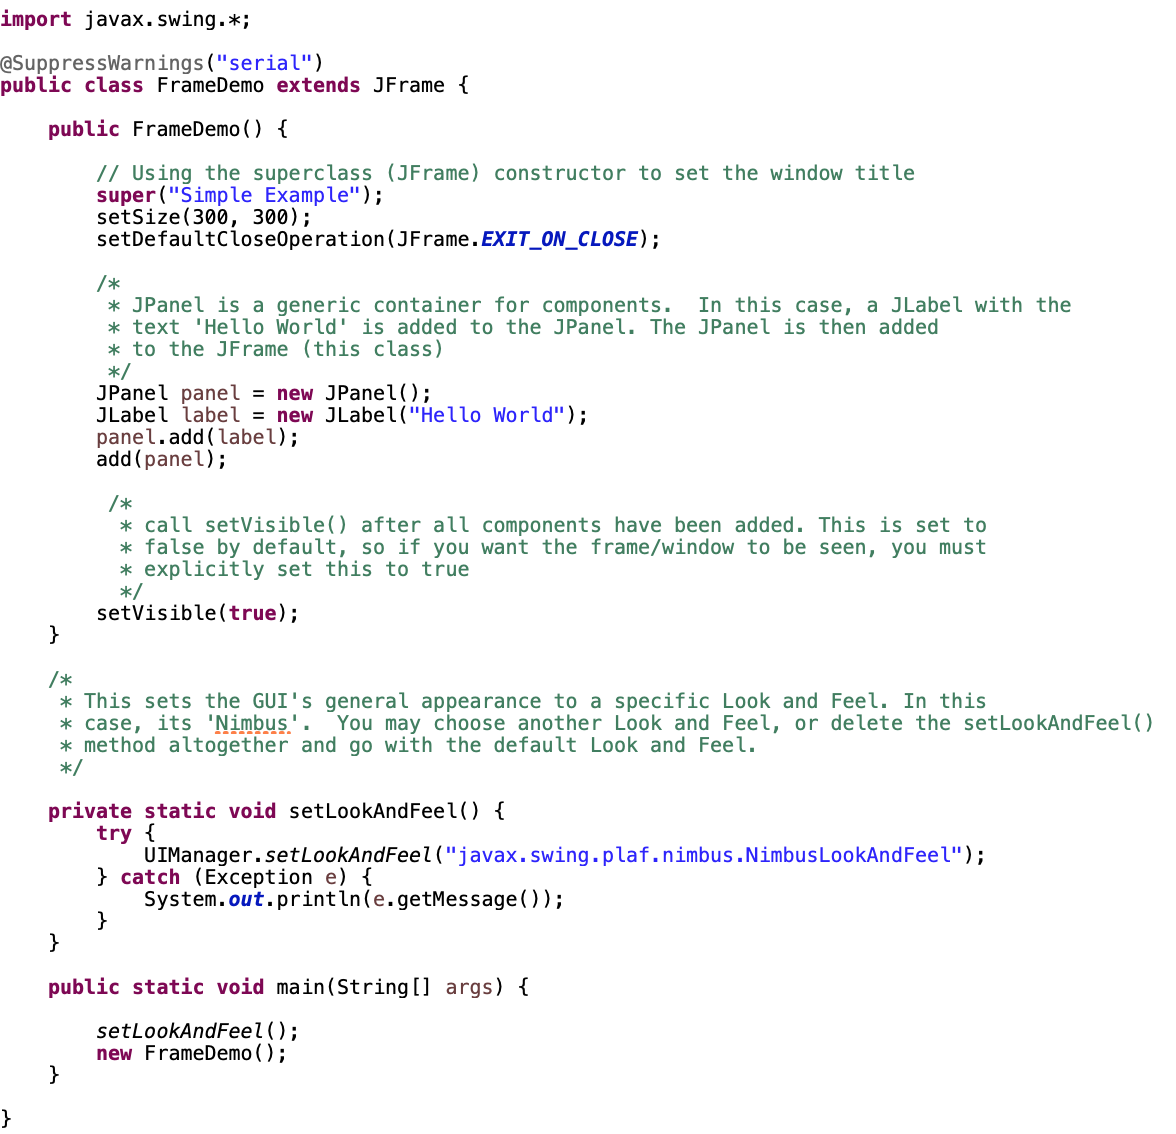 import javax.swing.*;

@SuppressWarnings("serial")
public class FrameDemo extends JFrame {

    public FrameDemo() {

        // Using the superclass (JFrame) constructor to set the window title
        super("Simple Example");
        setSize(300, 300);
        setDefaultCloseOperation(JFrame.EXIT_ON_CLOSE);

        /*
         * JPanel is a generic container for components.  In this case, a JLabel with the
         * text 'Hello World' is added to the JPanel. The JPanel is then added
         * to the JFrame (this class)
         */
        JPanel panel = new JPanel();
        JLabel label = new JLabel("Hello World");
        panel.add(label);
        add(panel);

         /*
          * call setVisible() after all components have been added. This is set to
          * false by default, so if you want the frame/window to be seen, you must
          * explicitly set this to true
          */
        setVisible(true);
    }

    /*
     * This sets the GUI's general appearance to a specific Look and Feel. In this
     * case, its 'Nimbus'.  You may choose another Look and Feel, or delete the setLookAndFeel()
     * method altogether and go with the default Look and Feel.
     */

    private static void setLookAndFeel() {
        try {
            UIManager.setLookAndFeel("javax.swing.plaf.nimbus.NimbusLookAndFeel");
        } catch (Exception e) {
            System.out.println(e.getMessage());
        }
    }

    public static void main(String[] args) {

        setLookAndFeel();
        new FrameDemo();
    }

}